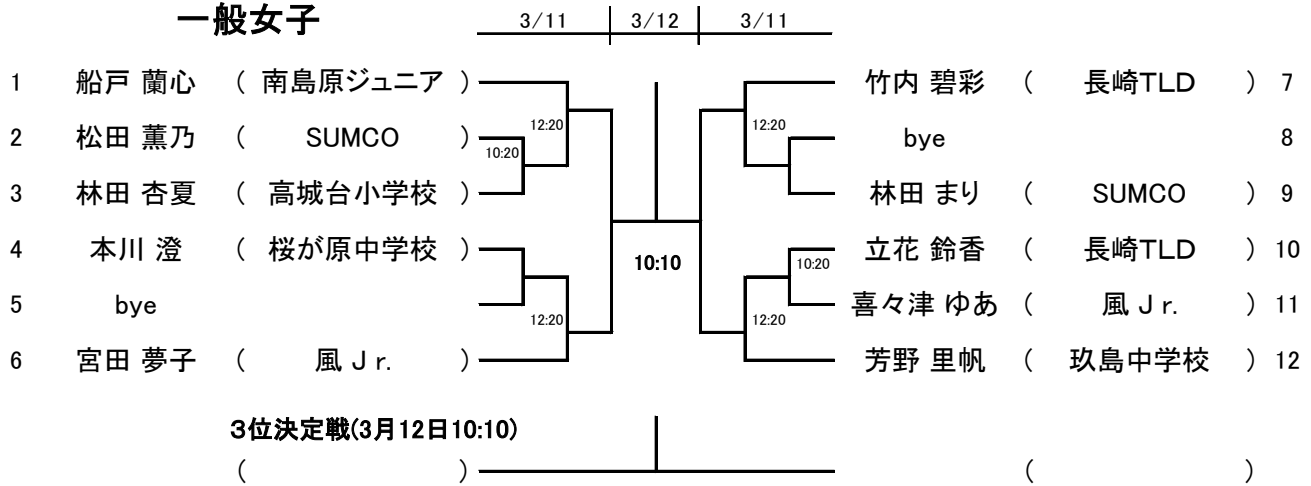 一般女子 3/11 3/12 3/11
1 船戸 蘭心 ( 南島原ジュニア ) 竹内 碧彩 ( 長崎TLD ) 7
12:20 12:20
2 松田 薫乃 ( SUMCO ) bye 8
10:20
3 林田 杏夏 ( 高城台小学校 ) 林田 まり ( SUMCO ) 9
4 本川 澄 ( 桜が原中学校 ) 10:10 立花 鈴香 ( 長崎TLD ) 10
10:20
5 bye 喜々津 ゆあ ( 風Jr. ) 11
12:20 12:20
6 宮田 夢子 ( 風Jr. ) 芳野 里帆 ( 玖島中学校 ) 12
3位決定戦(3月12日10:10)
( ) ( )